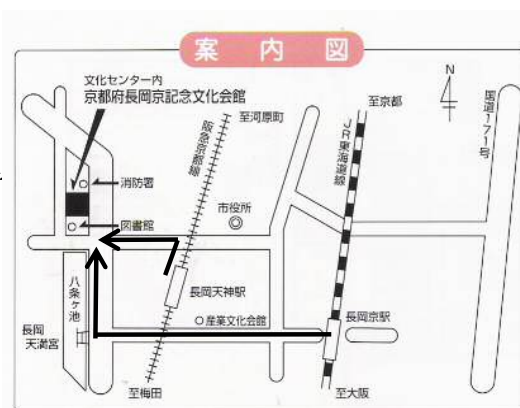 案内図
文化センター内
京都府長岡京記念文化会館
N
至河原町
至京都
国道171号
阪急京都線
JR東海道線
消防署
市役所
図書館
八条ヶ池
長岡天神駅
長岡
天満宮
産業文化会館
長岡京駅
至梅田
至大阪